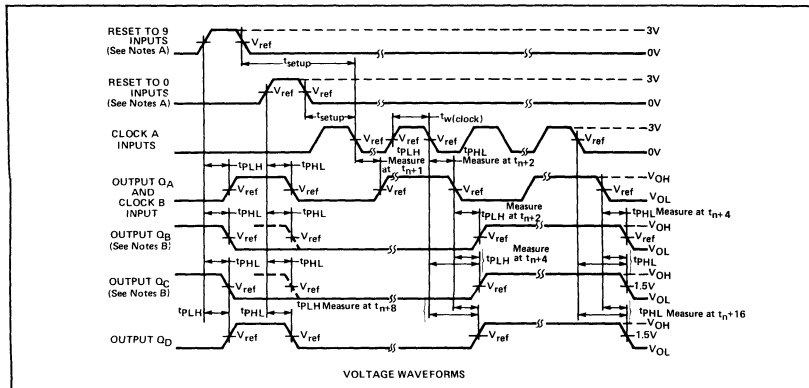 RESET TO 9
INPUTS
(See Notes A)
Vref
3V
0V
tsetup
RESET TO 0
INPUTS
(See Notes A)
Vref
Vref
3V
0V
tsetup
tw(clock)
CLOCK A
INPUTS
Vref
Vref
Vref
Vref
3V
0V
tPLH
Measure
at tn+1
tPHL
Measure at tn+2
tPLH
tPHL
OUTPUT QA
AND
CLOCK B
INPUT
Vref
Vref
Vref
Vref
Vref
VOH
VOL
tPHL
tPHL
Measure
tPLH at tn+2
tPHL Measure at tn+4
OUTPUT QB
(See Notes B)
Vref
Vref
Vref
Vref
VOH
VOL
tPHL
tPHL
Measure
tPLH at tn+4
tPHL
OUTPUT QC
(See Notes B)
Vref
Vref
Vref
1.5V
VOH
VOL
tPLH
tPHL
tPLH Measure at tn+8
tPHL Measure at tn+16
OUTPUT QD
Vref
Vref
Vref
1.5V
VOH
VOL
VOLTAGE WAVEFORMS